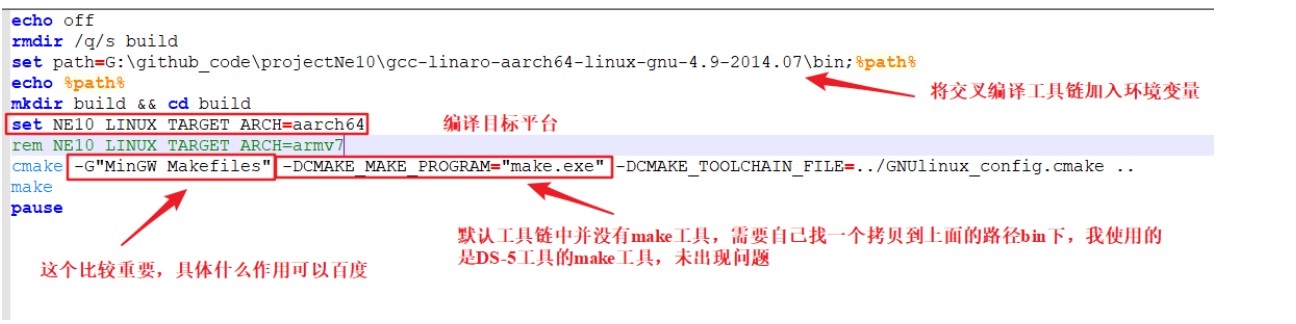 echo off
rmdir /q/s build
set path=G:\github_code\projectNe10\gcc-linaro-aarch64-linux-gnu-4.9-2014.07\bin;%path%
echo %path%
将交叉编译工具链加入环境变量
mkdir build && cd build
set NE10_LINUX_TARGET_ARCH=aarch64
编译目标平台
rem NE10_LINUX_TARGET_ARCH=armv7
cmake -G"MinGW Makefiles" -DCMAKE_MAKE_PROGRAM="make.exe" -DCMAKE_TOOLCHAIN_FILE=../GNUlinux_config.cmake ..
make
pause
默认工具链中并没有make工具，需要自己找一个拷贝到上面的路径bin下，我使用的
是DS-5工具的make工具，未出现问题
这个比较重要，具体什么作用可以百度